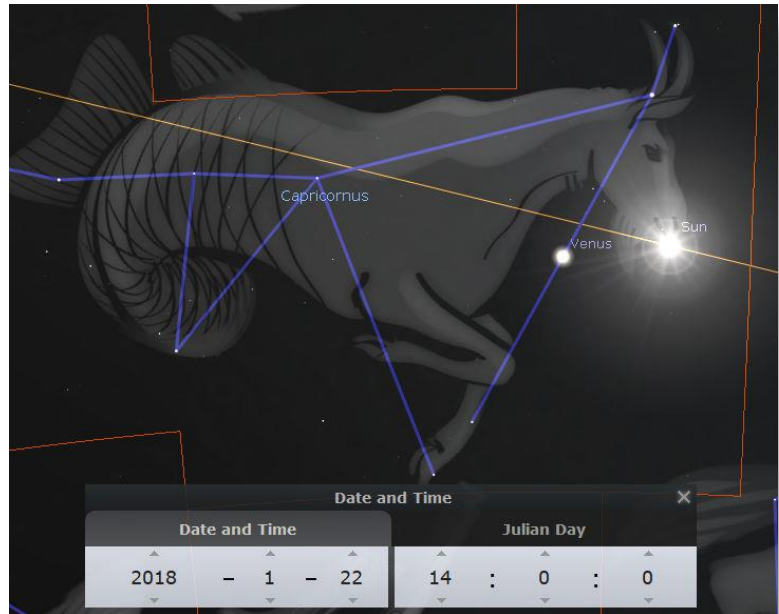 Sun
Capricornus
Venus
Date and Time ×
Date and Time Julian Day
2018 - 1 - 22 14 : 0 : 0